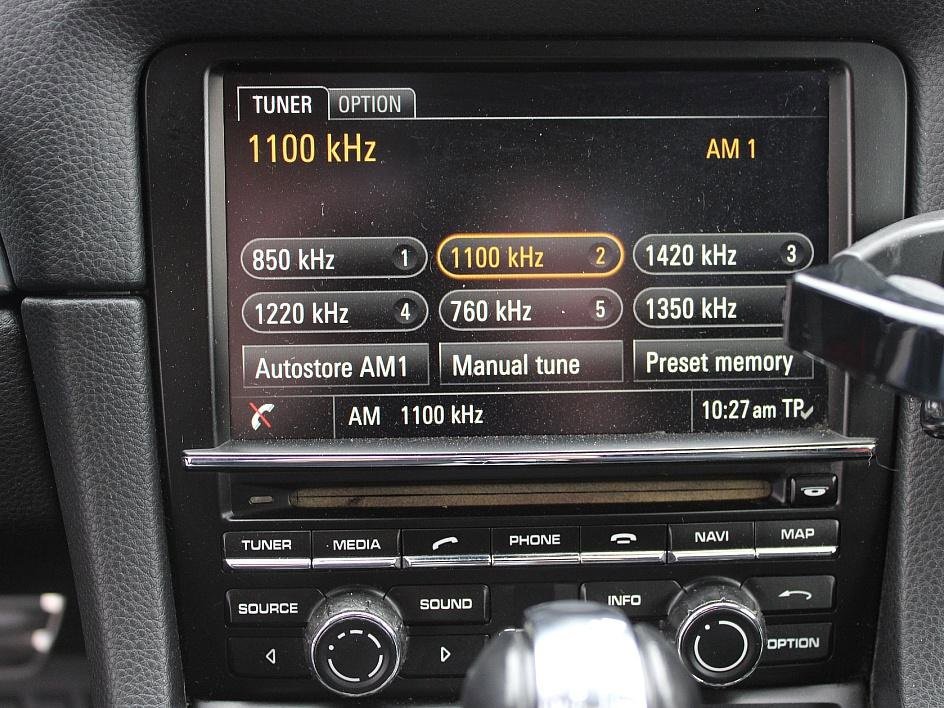 TUNER OPTION
1100 kHz AM 1
850 kHz 1 1100 kHz 2 1420 kHz 3
1220 kHz 4 760 kHz 5 1350 kHz
Autostore AM1 Manual tune Preset memory
AM 1100 kHz 10:27 am TP
TUNER MEDIA PHONE NAVI MAP
SOURCE SOUND INFO
OPTION